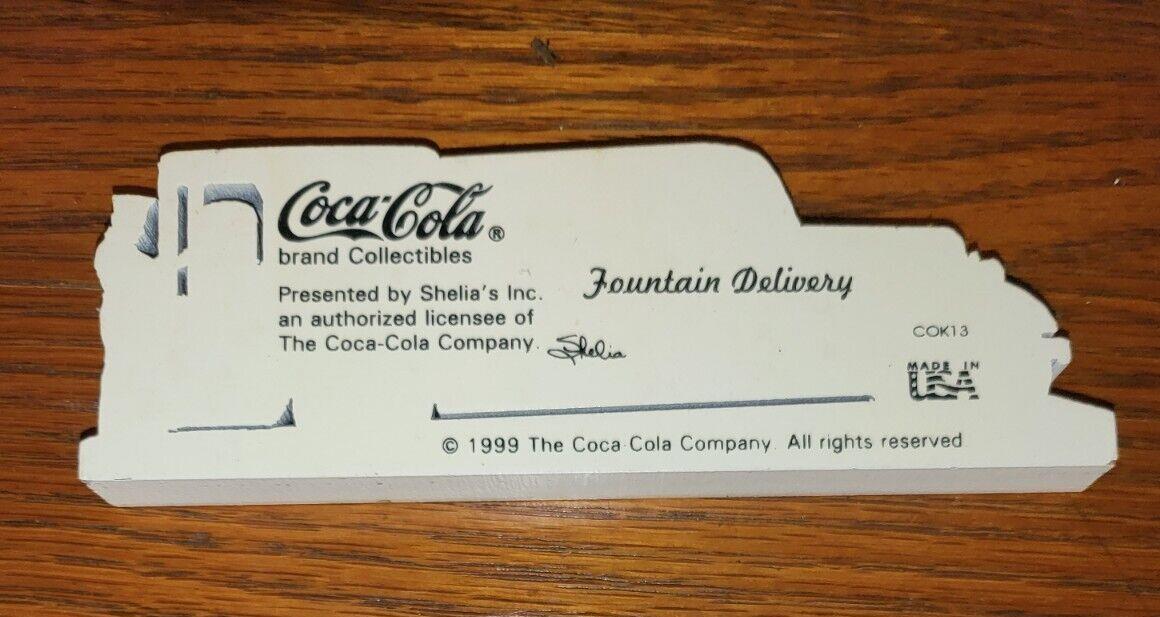 Coca-Cola®
brand Collectibles
Presented by Shelia's Inc.
an authorized licensee of
The Coca-Cola Company.
Shelia
Fountain Delivery
COK13
MADE IN
USA
© 1999 The Coca-Cola Company. All rights reserved